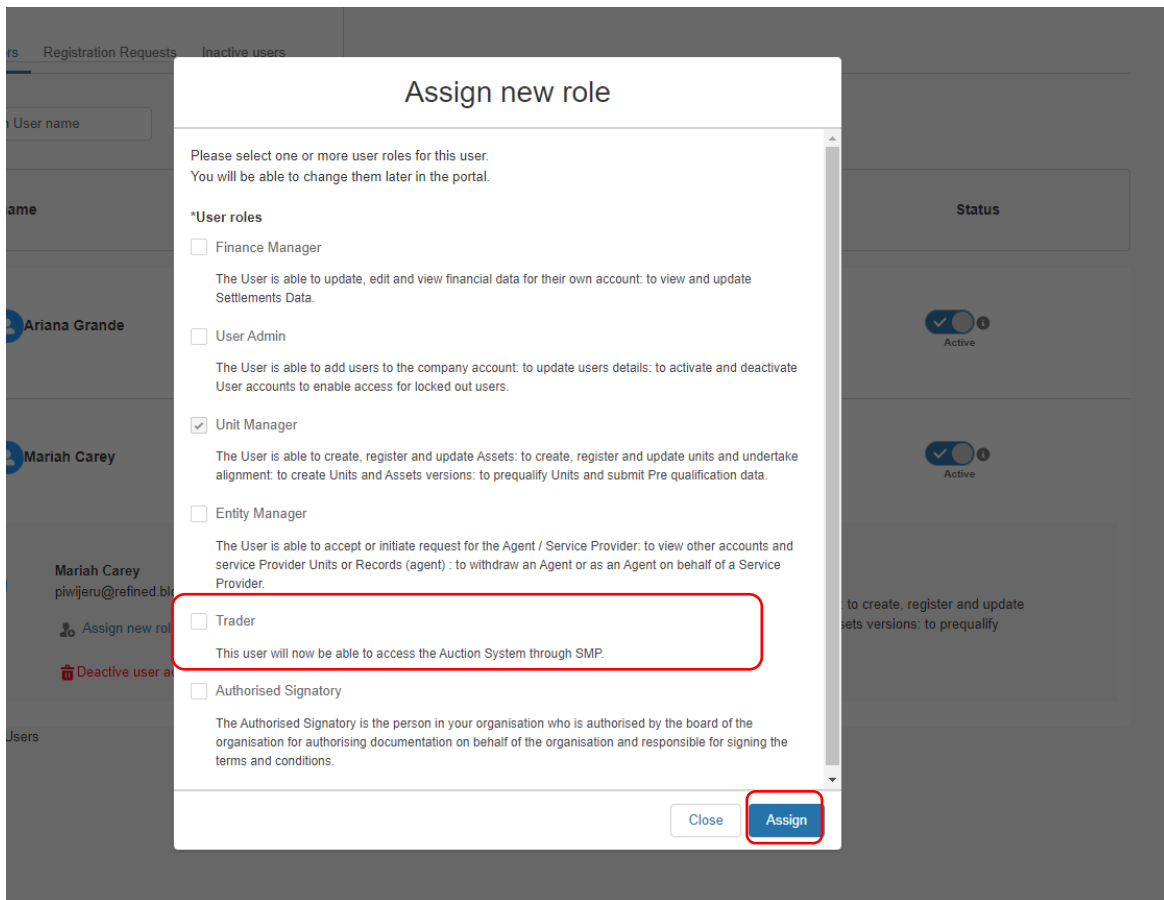 Registration Requests Inactive users
User name
Assign new role
Please select one or more user roles for this user.
You will be able to change them later in the portal.
*User roles
Finance Manager
The User is able to update, edit and view financial data for their own account: to view and update
Settlements Data.
User Admin
The User is able to add users to the company account: to update users details: to activate and deactivate
User accounts to enable access for locked out users.
Unit Manager
The User is able to create, register and update Assets: to create, register and update units and undertake
alignment: to create Units and Assets versions: to prequalify Units and submit Pre qualification data.
Entity Manager
The User is able to accept or initiate request for the Agent / Service Provider: to view other accounts and
service Provider Units or Records (agent) : to withdraw an Agent or as an Agent on behalf of a Service
Provider.
Trader
This user will now be able to access the Auction System through SMP.
Authorised Signatory
The Authorised Signatory is the person in your organisation who is authorised by the board of the
organisation for authorising documentation on behalf of the organisation and responsible for signing the
terms and conditions.
Close Assign
Status
Ariana Grande
Active
Mariah Carey
Active
Mariah Carey
piwijeru@refined.blo
Assign new rol
Deactive user a
: to create, register and update
sets versions: to prequalify
Users